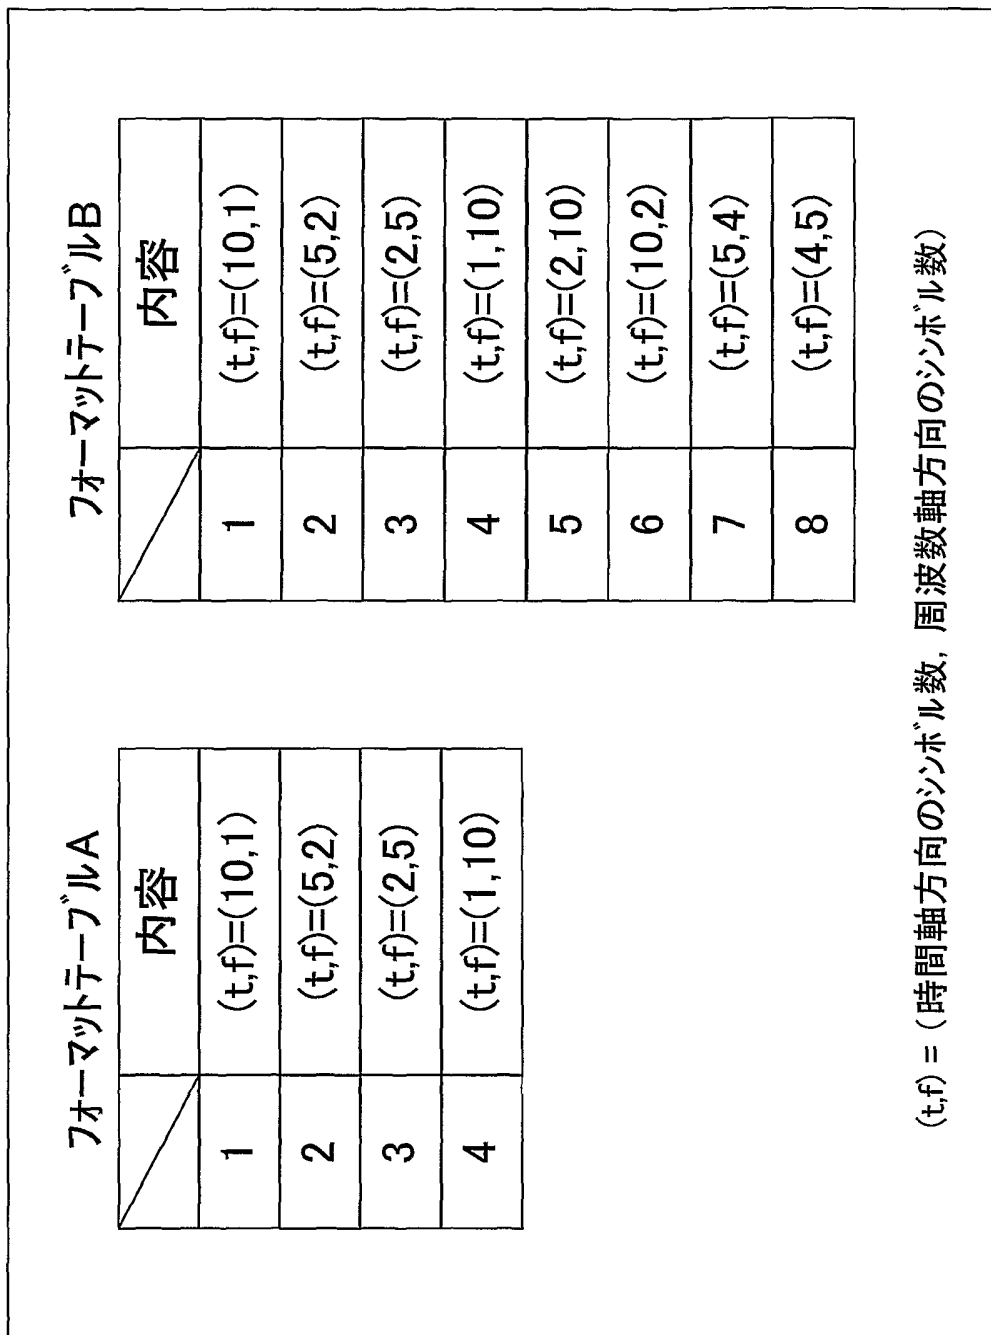 フォーマットテーブルA
内容
1 (t,f)=(10,1)
2 (t,f)=(5,2)
3 (t,f)=(2,5)
4 (t,f)=(1,10)
フォーマットテーブルB
内容
1 (t,f)=(10,1)
2 (t,f)=(5,2)
3 (t,f)=(2,5)
4 (t,f)=(1,10)
5 (t,f)=(2,10)
6 (t,f)=(10,2)
7 (t,f)=(5,4)
8 (t,f)=(4,5)
(t,f) = (時間軸方向のシンボル数, 周波数軸方向のシンボル数)